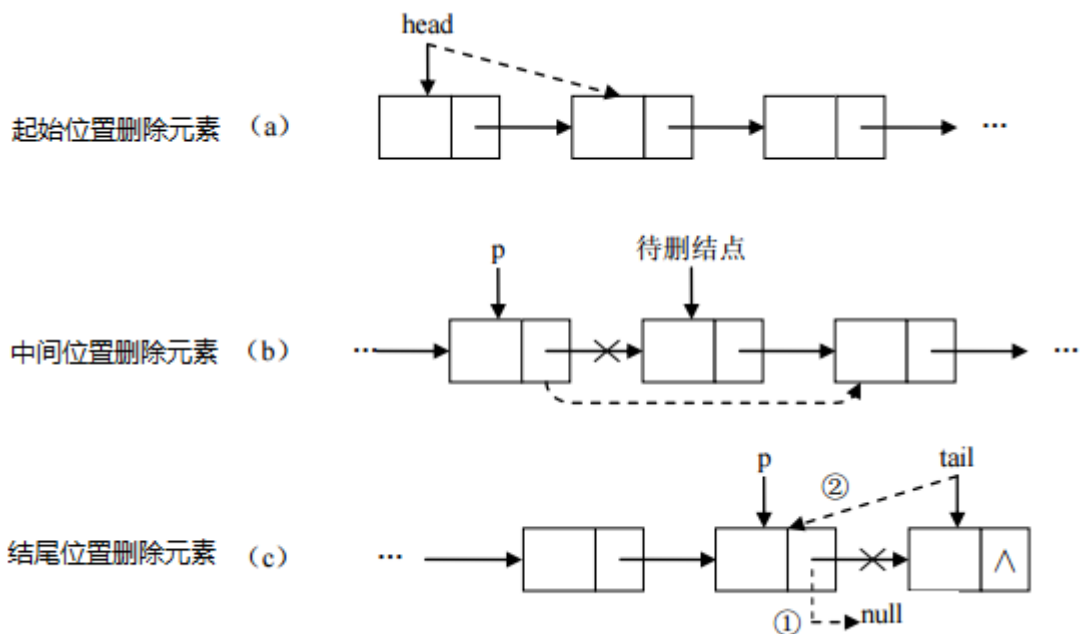 head
起始位置删除元素 （a） ...
p 待删结点
中间位置删除元素 （b） ... ...
p ② tail
结尾位置删除元素 （c） ... ∧
① null